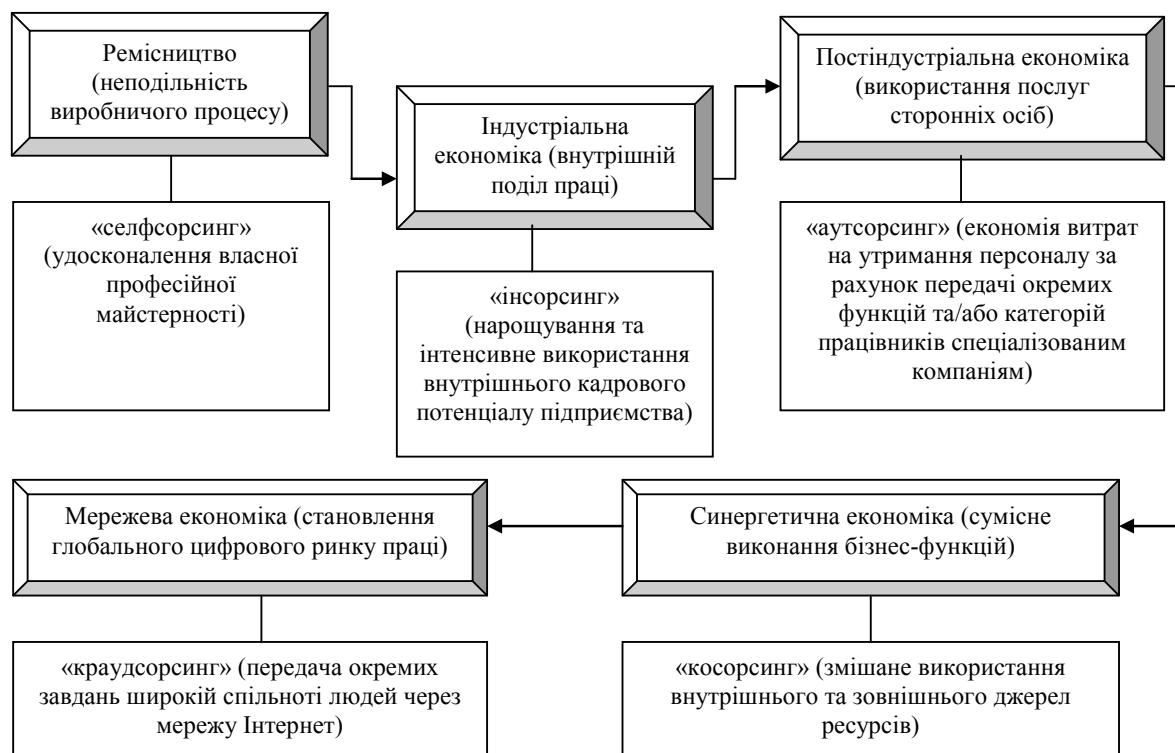 Ремісництво
(неподільність
виробничого процесу)
«селфсорсинг»
(удосконалення власної
професійної
майстерності)
Індустріальна
економіка (внутрішній
поділ праці)
«інсорсинг»
(нарощування та
інтенсивне використання
внутрішнього кадрового
потенціалу підприємства)
Постіндустріальна економіка
(використання послуг
сторонніх осіб)
«аутсорсинг» (економія витрат
на утримання персоналу за
рахунок передачі окремих
функцій та/або категорій
працівників спеціалізованим
компаніям)
Синергетична економіка (сумісне
виконання бізнес-функцій)
«косорсинг» (змішане використання
внутрішнього та зовнішнього джерел
ресурсів)
Мережева економіка (становлення
глобального цифрового ринку праці)
«краудсорсинг» (передача окремих
завдань широкій спільноті людей через
мережу Інтернет)